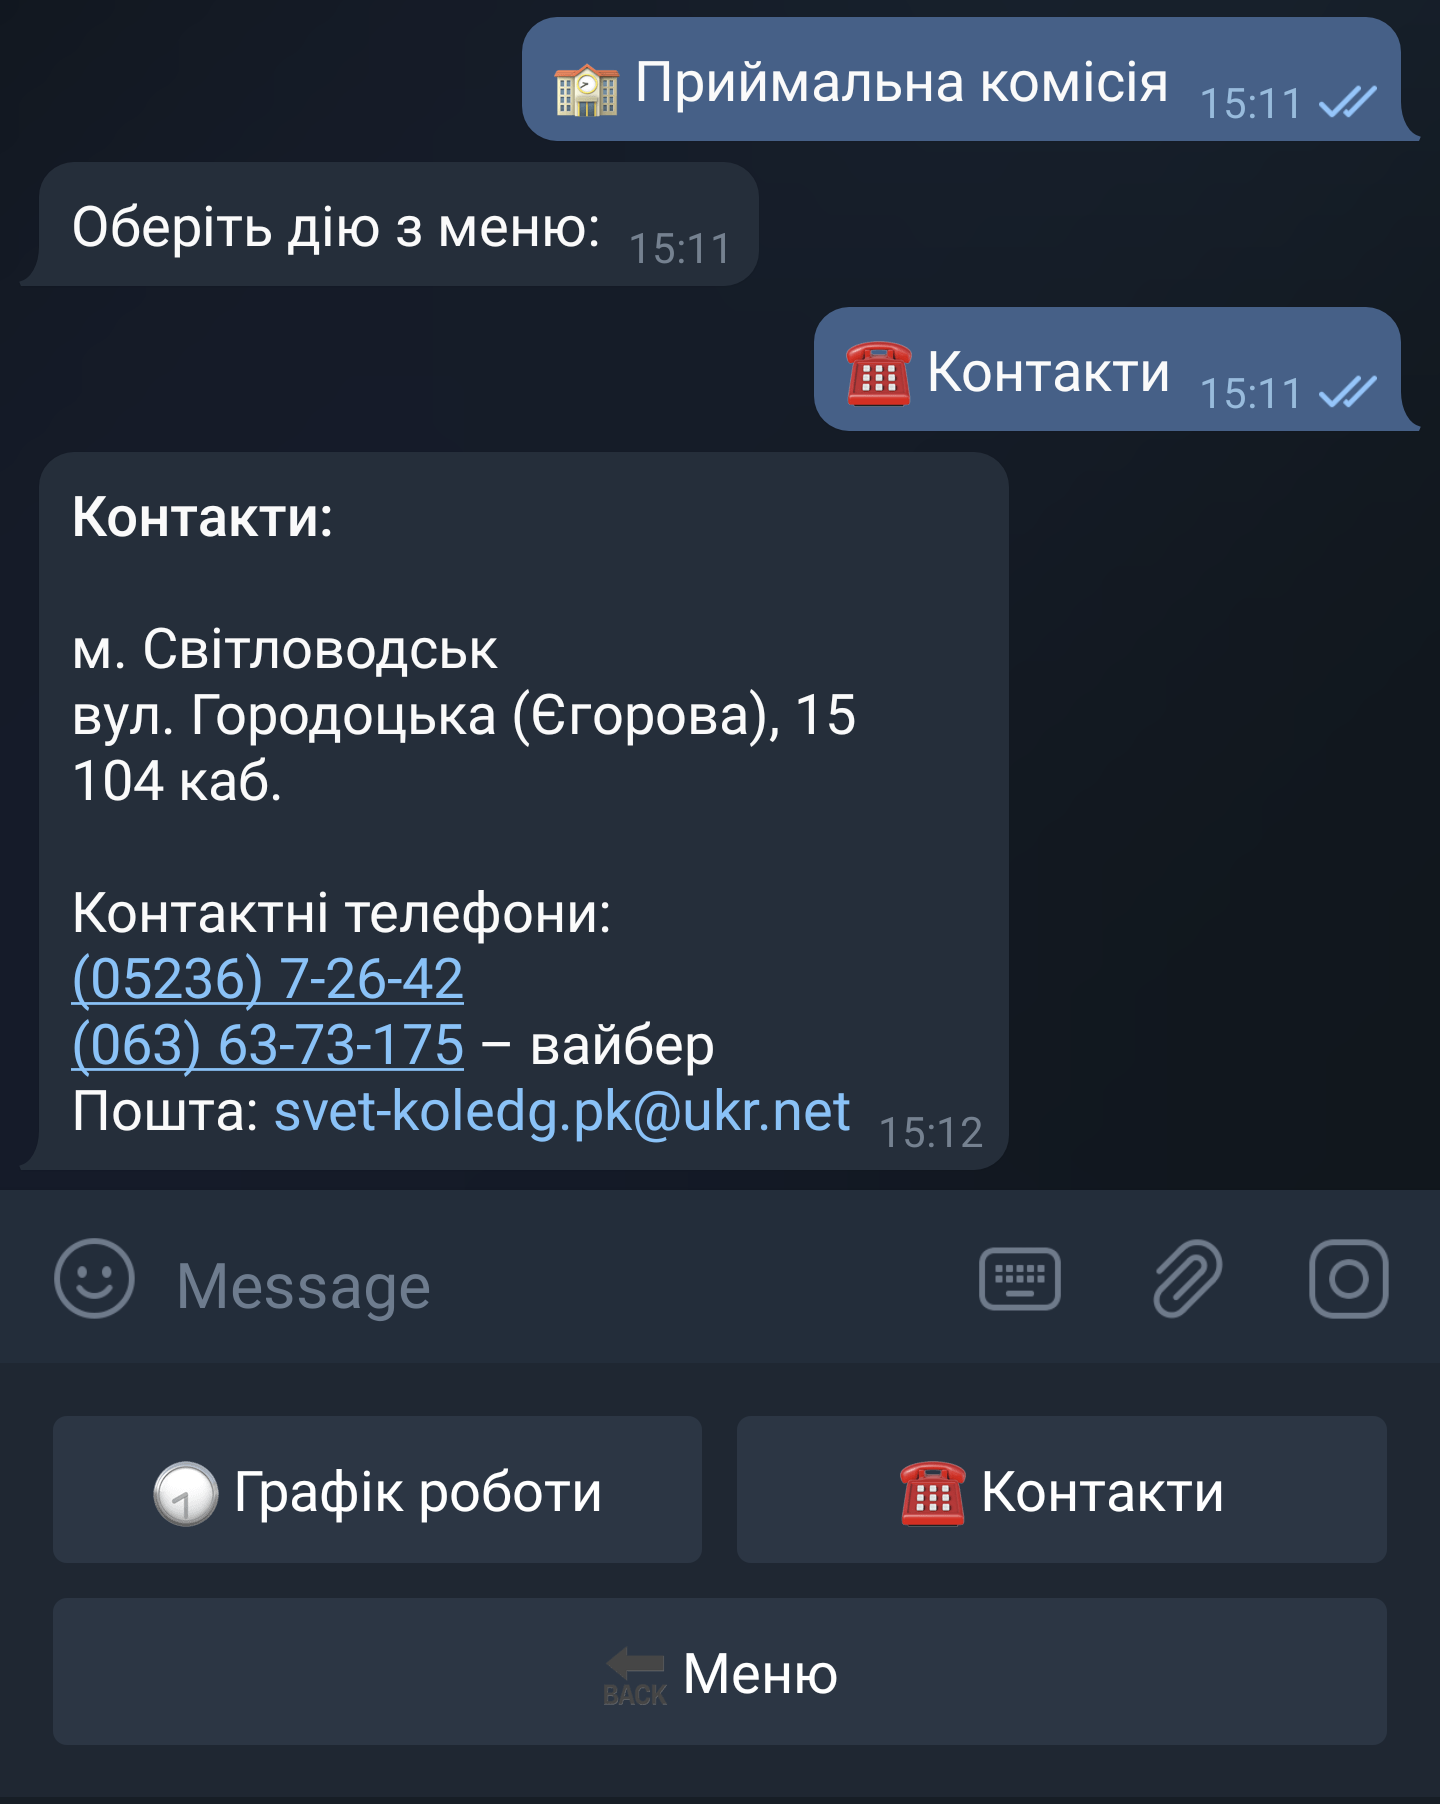 🏫 Приймальна комісія 15:11
Оберіть дію з меню: 15:11
☎️ Контакти 15:11
Контакти:
м. Світловодськ
вул. Городоцька (Єгорова), 15
104 каб.
Контактні телефони:
(05236) 7-26-42
(063) 63-73-175 – вайбер
Пошта: svet-koledg.pk@ukr.net 15:12
Message
🕢 Графік роботи
☎️ Контакти
🔙 Меню